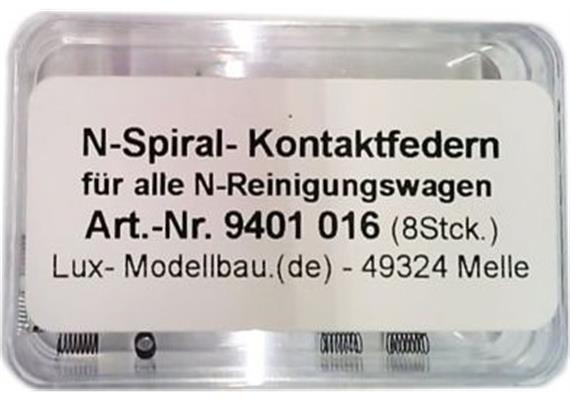 N-Spiral- Kontaktfedern
für alle N-Reinigungswagen
Art.-Nr. 9401 016 (8Stck.)
Lux- Modellbau.(de) - 49324 Melle